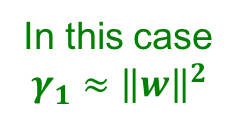 In this case
γ₁ ≈ ‖w‖²